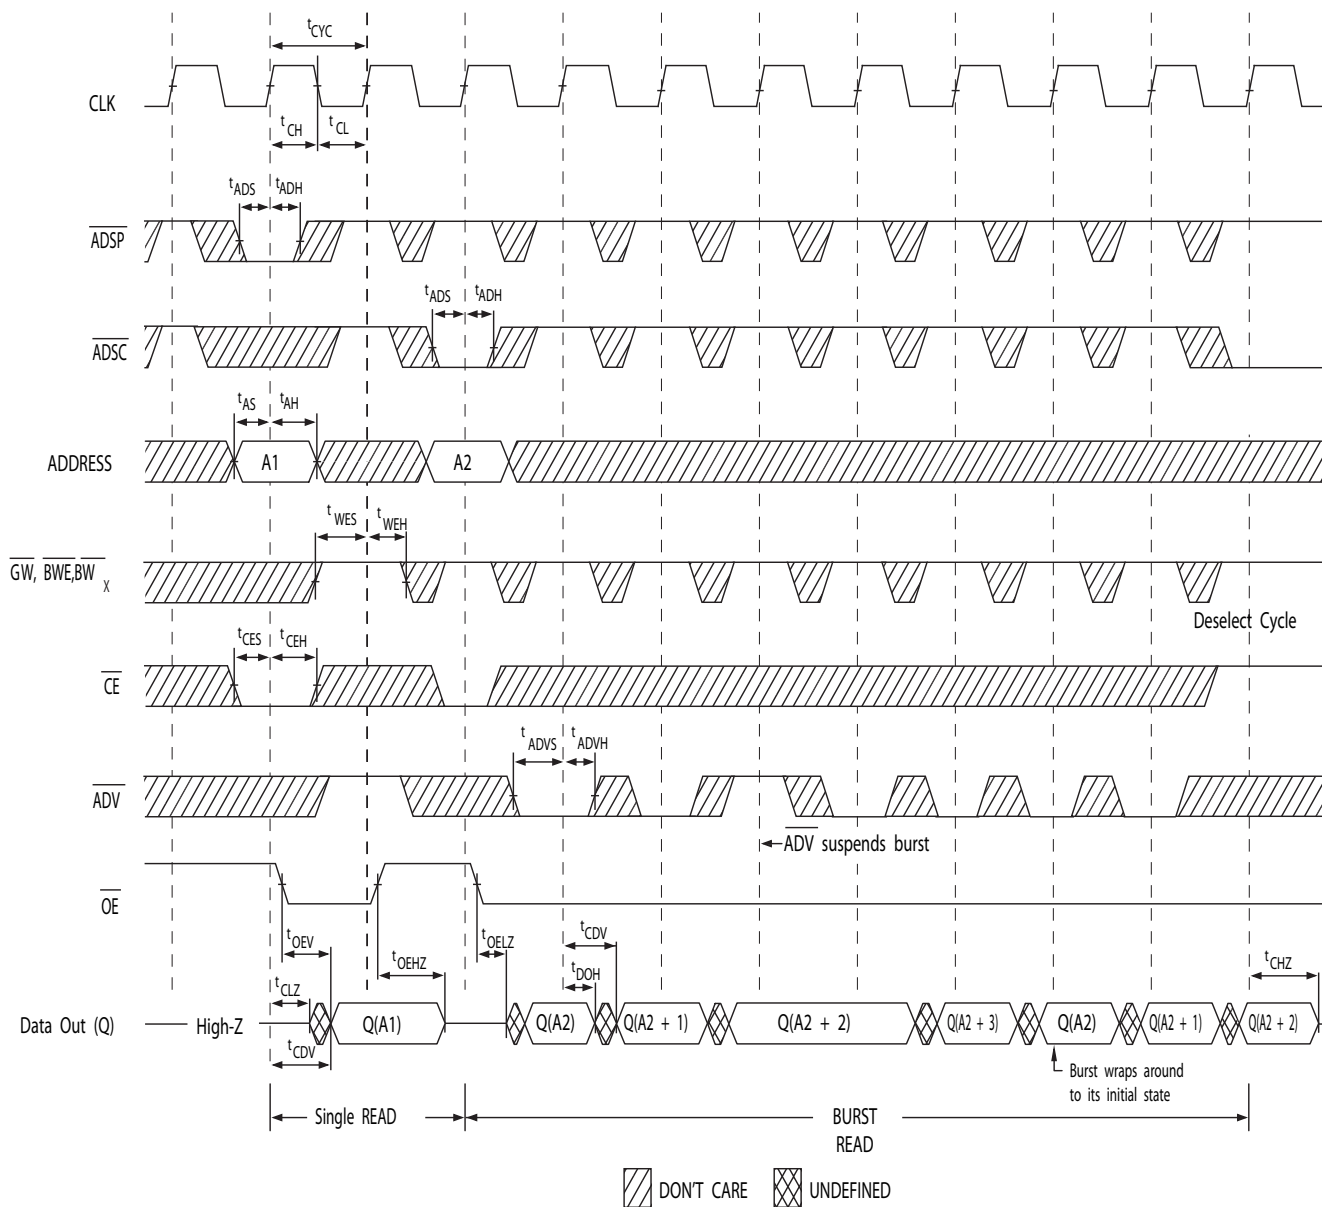 tCYC
CLK
tCH tCL
tADS tADH
ADSP
tADS tADH
ADSC
tAS tAH
ADDRESS A1 A2
tWES tWEH
GW, BWE,BWX
Deselect Cycle
tCES tCEH
CE
tADVS tADVH
ADV
ADV suspends burst
OE
tOEV tOEHZ tOELZ tCDV
tCLZ tDOH tCHZ
Data Out (Q) High-Z Q(A1) Q(A2) Q(A2 + 1) Q(A2 + 2) Q(A2 + 3) Q(A2) Q(A2 + 1) Q(A2 + 2)
tCDV
Burst wraps around
to its initial state
Single READ BURST
READ
DON'T CARE UNDEFINED